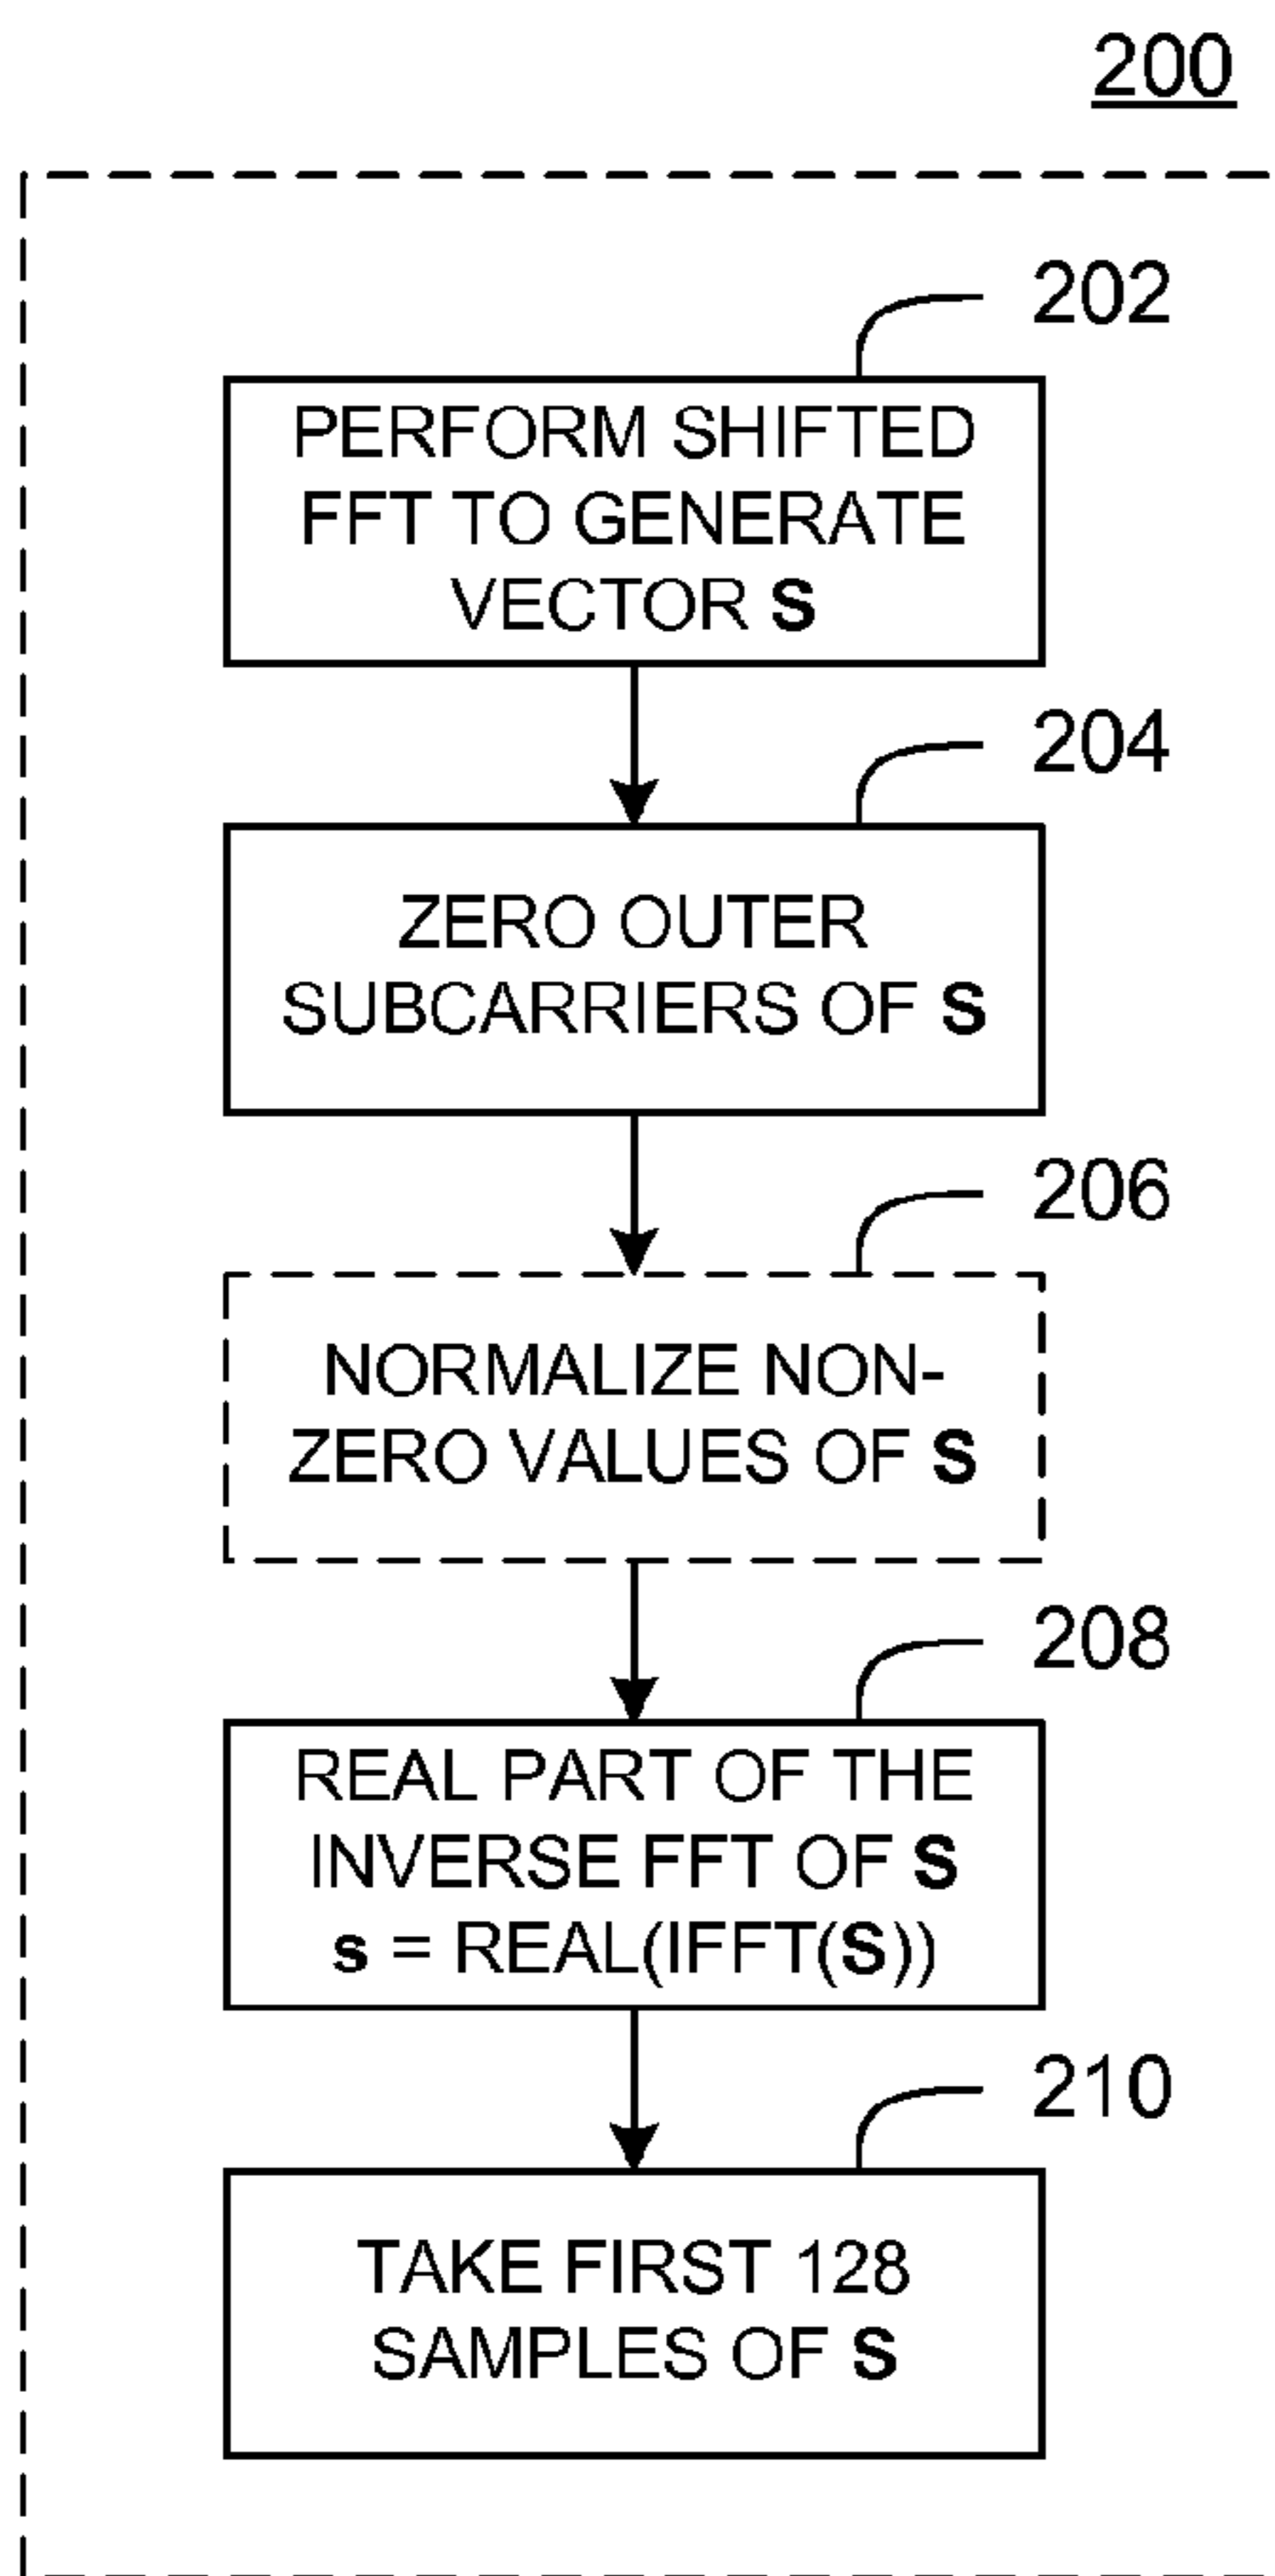 200
202
PERFORM SHIFTED
FFT TO GENERATE
VECTOR S
204
ZERO OUTER
SUBCARRIERS OF S
206
NORMALIZE NON-
ZERO VALUES OF S
208
REAL PART OF THE
INVERSE FFT OF S
s = REAL(IFFT(S))
210
TAKE FIRST 128
SAMPLES OF S